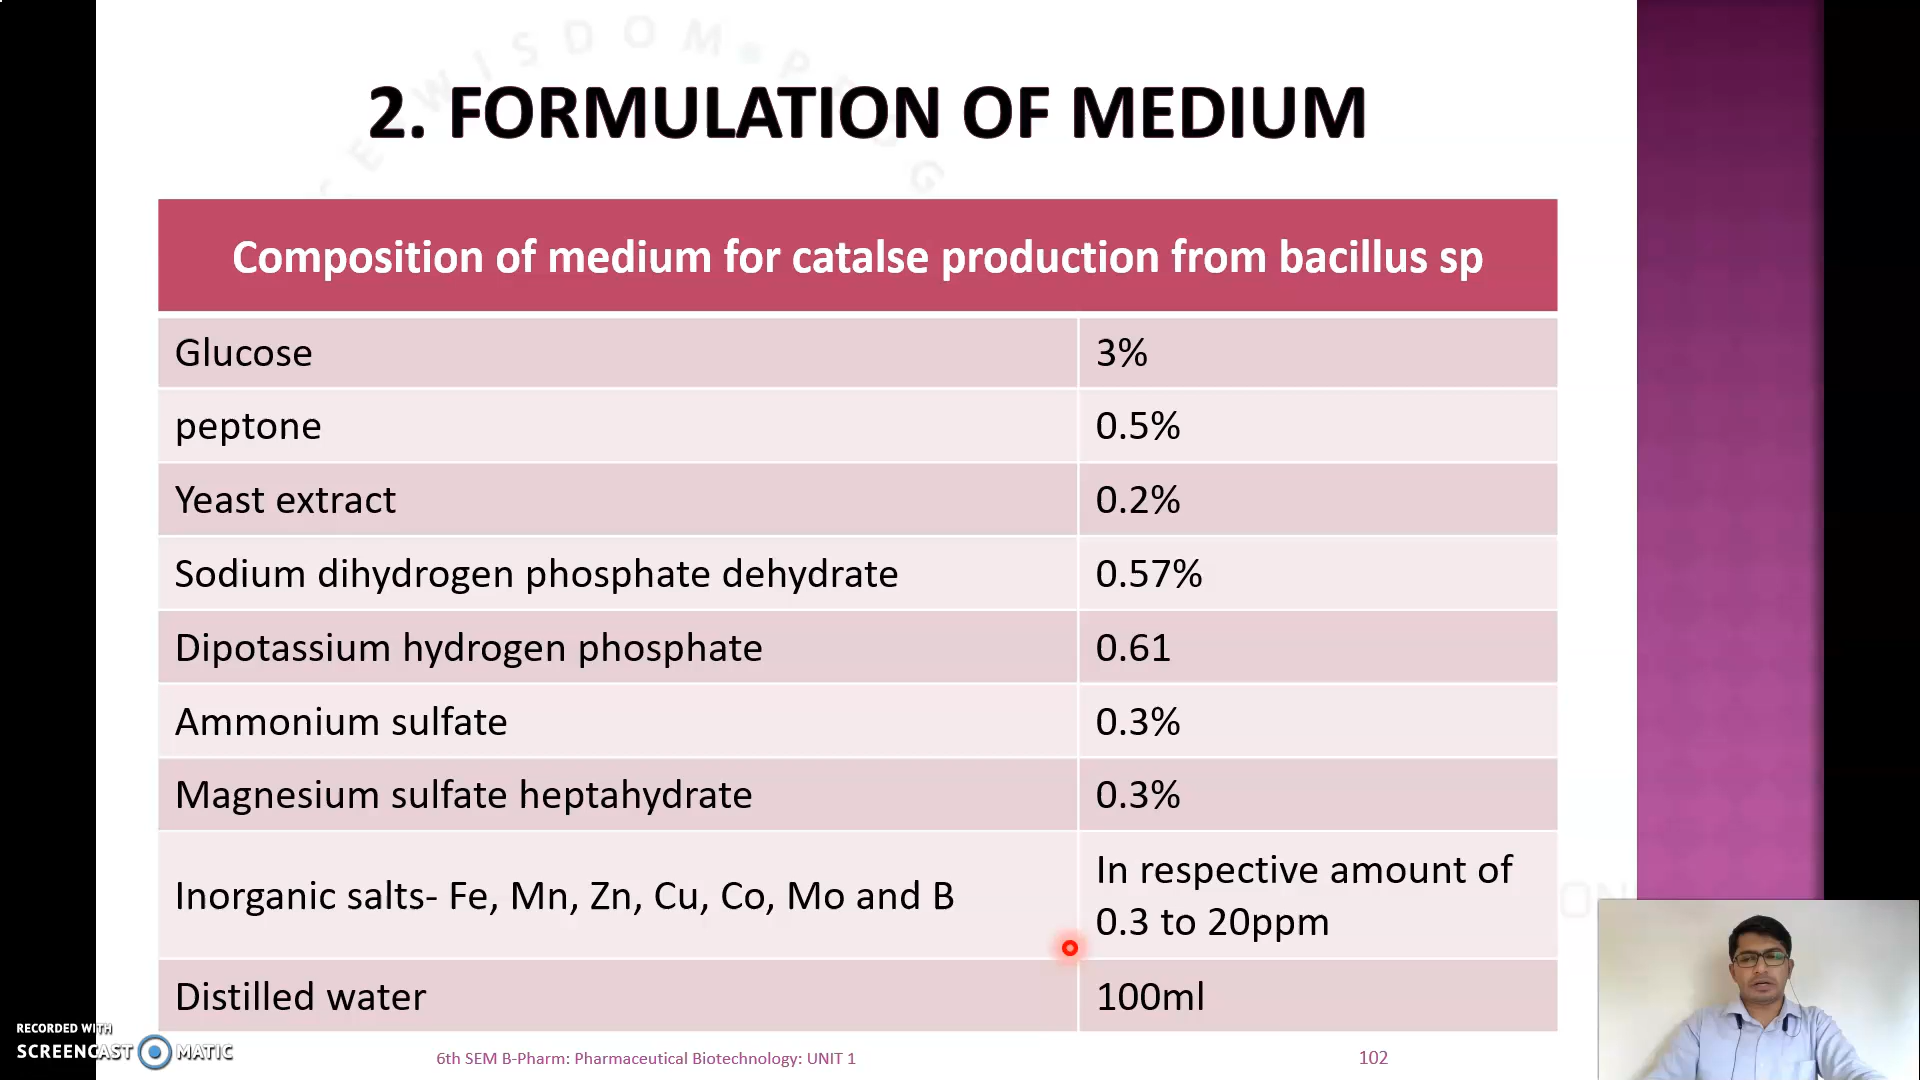 2. FORMULATION OF MEDIUM
Composition of medium for catalse production from bacillus sp
Glucose 3%
peptone 0.5%
Yeast extract 0.2%
Sodium dihydrogen phosphate dehydrate 0.57%
Dipotassium hydrogen phosphate 0.61
Ammonium sulfate 0.3%
Magnesium sulfate heptahydrate 0.3%
Inorganic salts- Fe, Mn, Zn, Cu, Co, Mo and B In respective amount of
0.3 to 20ppm
Distilled water 100ml
RECORDED WITH
SCREENCAST MATIC
6th SEM B-Pharm: Pharmaceutical Biotechnology: UNIT 1
102